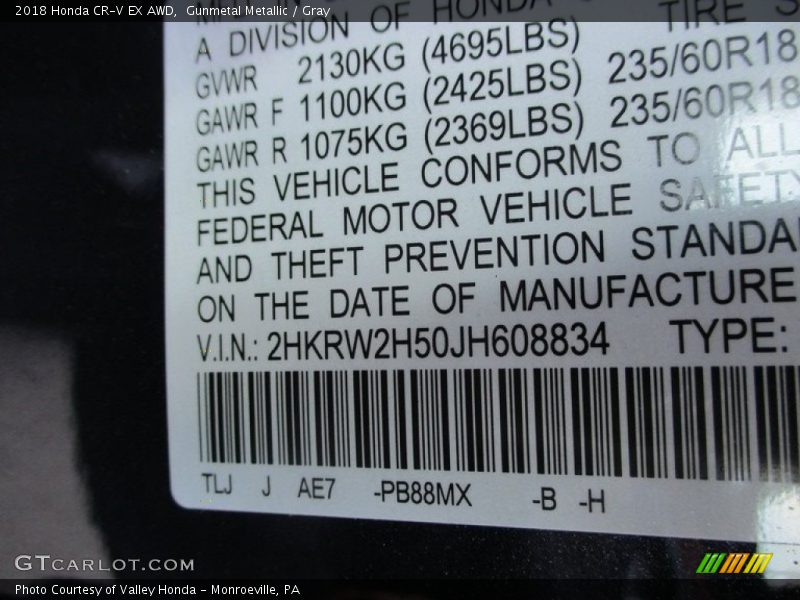 2018 Honda CR-V EX AWD, Gunmetal Metallic / Gray
A DIVISION OF HONDA TIRE
GVWR 2130KG (4695LBS) 235/60R18
GAWR F 1100KG (2425LBS) 235/60R18
GAWR R 1075KG (2369LBS)
THIS VEHICLE CONFORMS TO ALL
FEDERAL MOTOR VEHICLE SAFETY
AND THEFT PREVENTION STANDA
ON THE DATE OF MANUFACTURE
V.I.N.: 2HKRW2H50JH608834 TYPE:
TLJ J AE7 -PB88MX -B -H
GTCARLOT.COM
Photo Courtesy of Valley Honda - Monroeville, PA